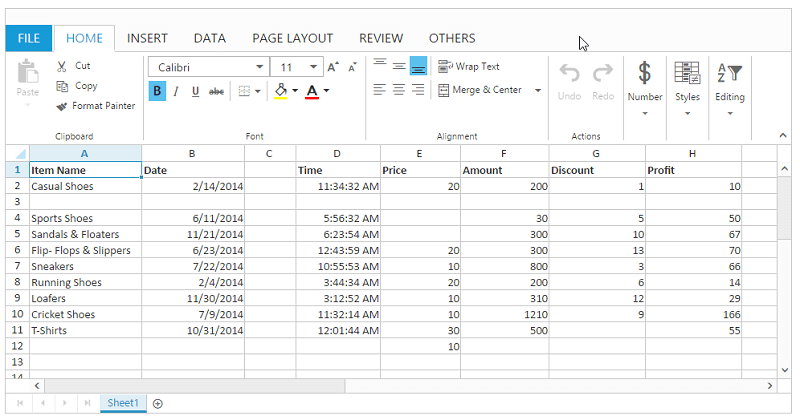 FILE HOME INSERT DATA PAGE LAYOUT REVIEW OTHERS
Paste Cut Copy Format Painter
Clipboard
Calibri 11 A A
B I U abc A
Font
Wrap Text
Merge & Center
Alignment
Undo Redo
Actions
$ Number
Styles
A Z Editing
A B C D E F G H
1 Item Name Date Time Price Amount Discount Profit
2 Casual Shoes 2/14/2014 11:34:32 AM 20 200 1 10
3
4 Sports Shoes 6/11/2014 5:56:32 AM 30 5 50
5 Sandals & Floaters 11/21/2014 6:23:54 AM 300 10 67
6 Flip- Flops & Slippers 6/23/2014 12:43:59 AM 20 300 13 70
7 Sneakers 7/22/2014 10:55:53 AM 10 800 3 66
8 Running Shoes 2/4/2014 3:44:34 AM 20 200 6 14
9 Loafers 11/30/2014 3:12:52 AM 10 310 12 29
10 Cricket Shoes 7/9/2014 11:32:14 AM 10 1210 9 166
11 T-Shirts 10/31/2014 12:01:44 AM 30 500 55
12 10
13
14
Sheet1